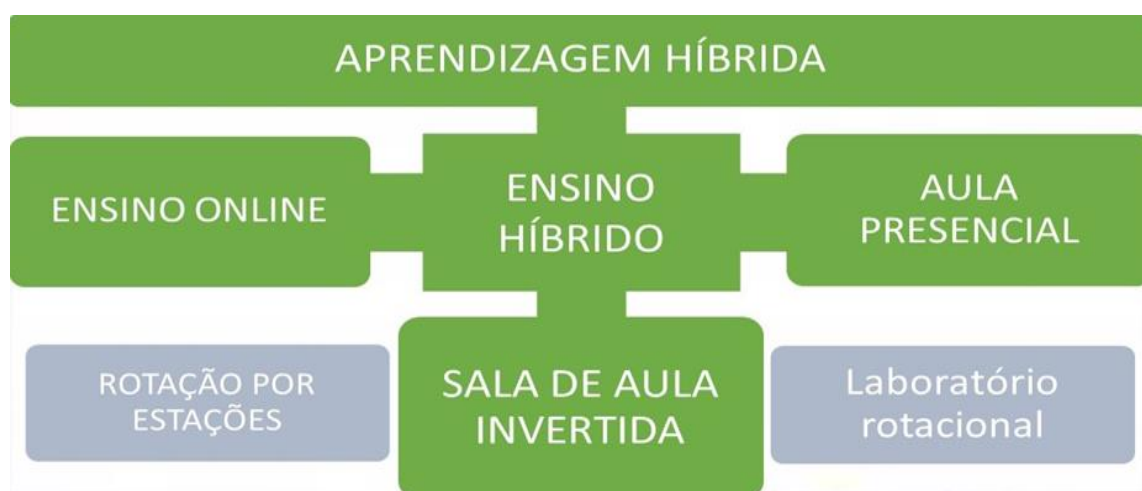 APRENDIZAGEM HÍBRIDA
ENSINO ONLINE
ENSINO
HÍBRIDO
AULA
PRESENCIAL
ROTAÇÃO POR
ESTAÇÕES
SALA DE AULA
INVERTIDA
Laboratório
rotacional